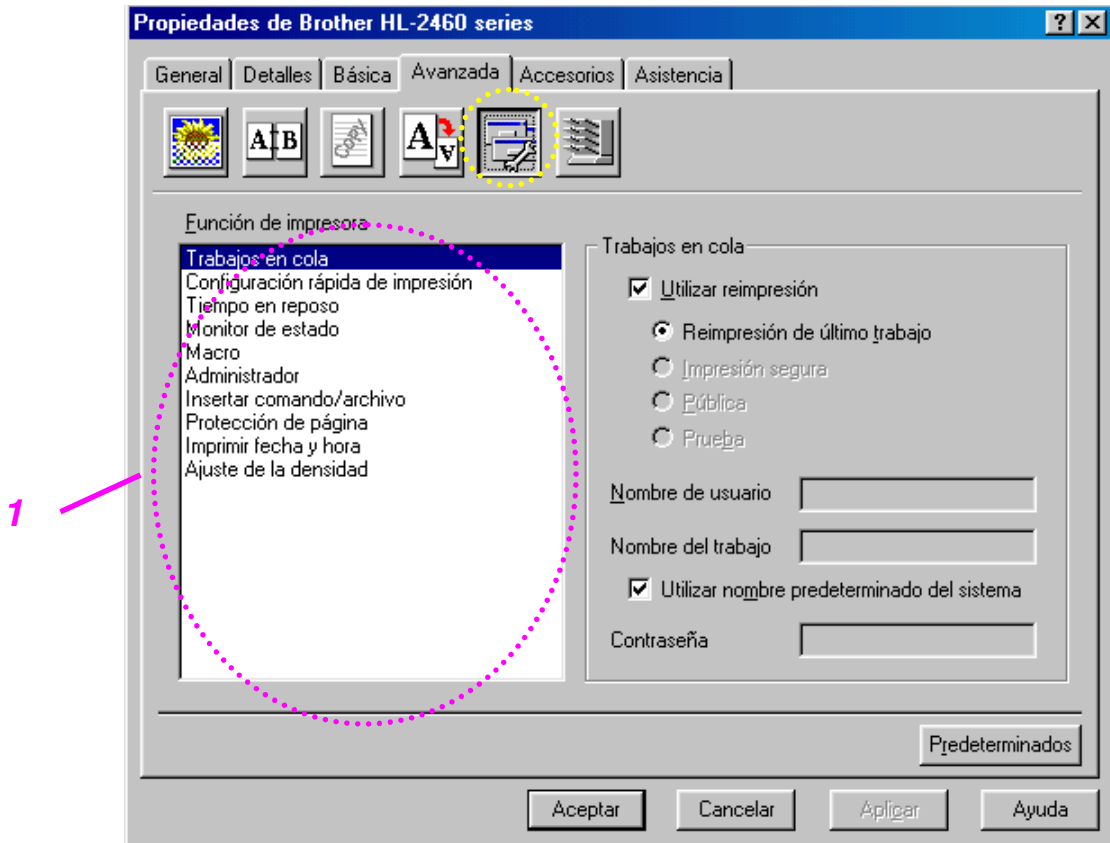 Propiedades de Brother HL-2460 series
General Detalles Básica Avanzada Accesorios Asistencia
A B COPY A A
Función de impresora
Trabajos en cola
Configuración rápida de impresión
Tiempo en reposo
Monitor de estado
Macro
Administrador
Insertar comando/archivo
Protección de página
Imprimir fecha y hora
Ajuste de la densidad
1
Trabajos en cola
Utilizar reimpresión
Reimpresión de último trabajo
Impresión segura
Pública
Prueba
Nombre de usuario
Nombre del trabajo
Utilizar nombre predeterminado del sistema
Contraseña
Predeterminados
Aceptar Cancelar Aplicar Ayuda